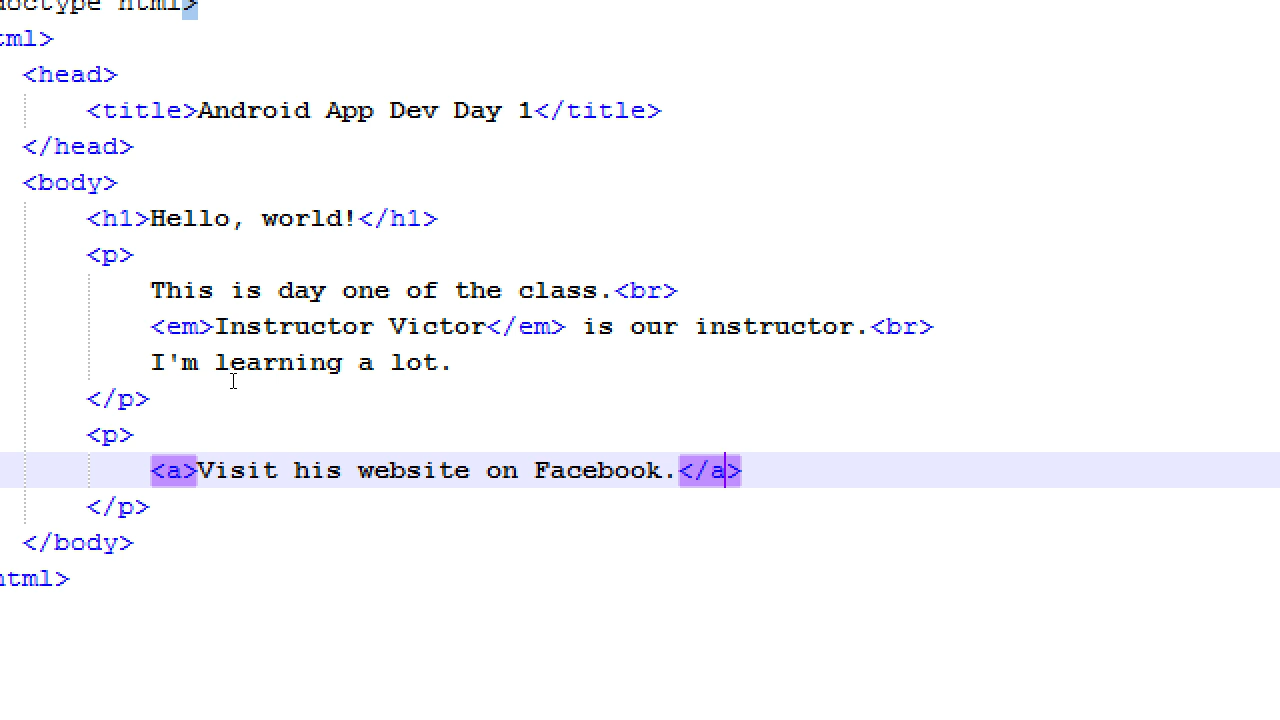 doctype html>
tml>
<head>
<title>Android App Dev Day 1</title>
</head>
<body>
<h1>Hello, world!</h1>
<p>
This is day one of the class.<br>
<em>Instructor Victor</em> is our instructor.<br>
I'm learning a lot.
</p>
<p>
<a>Visit his website on Facebook.</a>
</p>
</body>
html>